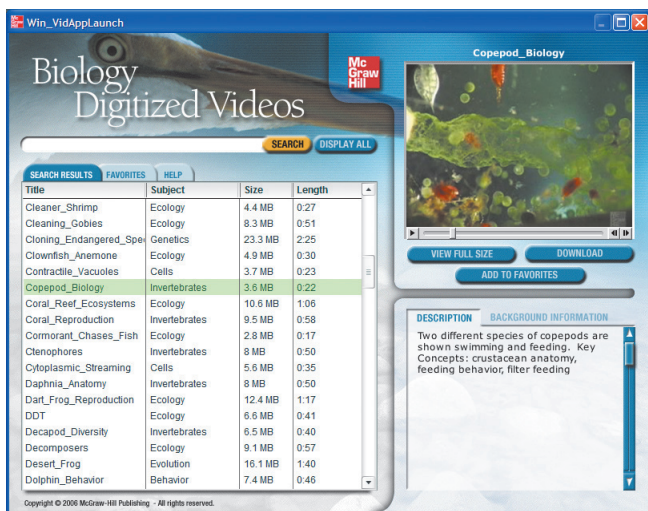 Win_VidAppLaunch
Biology
Digitized Videos
Mc
Graw
Hill
SEARCH DISPLAY ALL
SEARCH RESULTS FAVORITES HELP
Title Subject Size Length
Cleaner_Shrimp Ecology 4.4 MB 0:27
Cleaning_Gobies Ecology 8.3 MB 0:51
Cloning_Endangered_Spe Genetics 23.3 MB 2:25
Clownfish_Anemone Ecology 4.9 MB 0:30
Contractile_Vacuoles Cells 3.7 MB 0:23
Copepod_Biology Invertebrates 3.6 MB 0:22
Coral_Reef_Ecosystems Ecology 10.6 MB 1:06
Coral_Reproduction Invertebrates 9.5 MB 0:58
Cormorant_Chases_Fish Ecology 2.8 MB 0:17
Ctenophores Invertebrates 8 MB 0:50
Cytoplasmic_Streaming Cells 5.6 MB 0:35
Daphnia_Anatomy Invertebrates 8 MB 0:50
Dart_Frog_Reproduction Ecology 12.4 MB 1:17
DDT Ecology 6.6 MB 0:41
Decapod_Diversity Invertebrates 6.5 MB 0:40
Decomposers Ecology 9.1 MB 0:57
Desert_Frog Evolution 16.1 MB 1:40
Dolphin_Behavior Behavior 7.4 MB 0:46
Copyright © 2006 McGraw-Hill Publishing - All rights reserved.
Copepod_Biology
VIEW FULL SIZE DOWNLOAD
ADD TO FAVORITES
DESCRIPTION BACKGROUND INFORMATION
Two different species of copepods are
shown swimming and feeding. Key
Concepts: crustacean anatomy,
feeding behavior, filter feeding